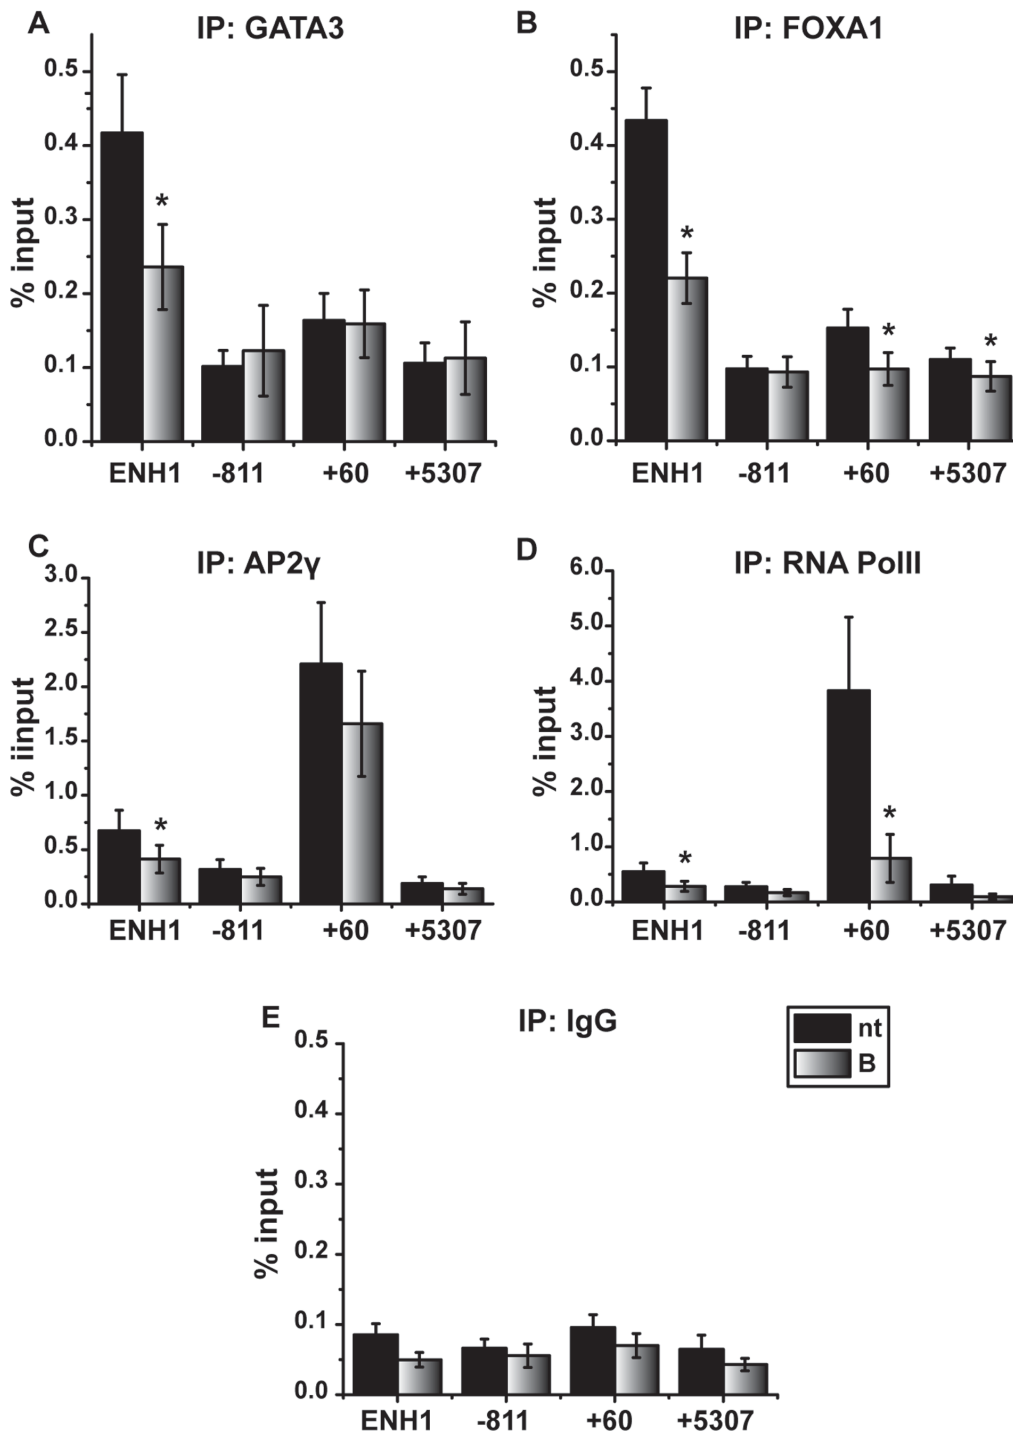 A
IP: GATA3
% input
0.5
0.4
0.3
0.2
0.1
0.0
*
ENH1 -811 +60 +5307
B
IP: FOXA1
% input
0.5
0.4
0.3
0.2
0.1
0.0
* * *
ENH1 -811 +60 +5307
C
IP: AP2γ
% iinput
3.0
2.5
2.0
1.5
1.0
0.5
0.0
*
ENH1 -811 +60 +5307
D
IP: RNA PolII
% input
6.0
5.0
4.0
3.0
2.0
1.0
0.0
* *
ENH1 -811 +60 +5307
E
IP: IgG
% input
0.5
0.4
0.3
0.2
0.1
0.0
ENH1 -811 +60 +5307
nt
B